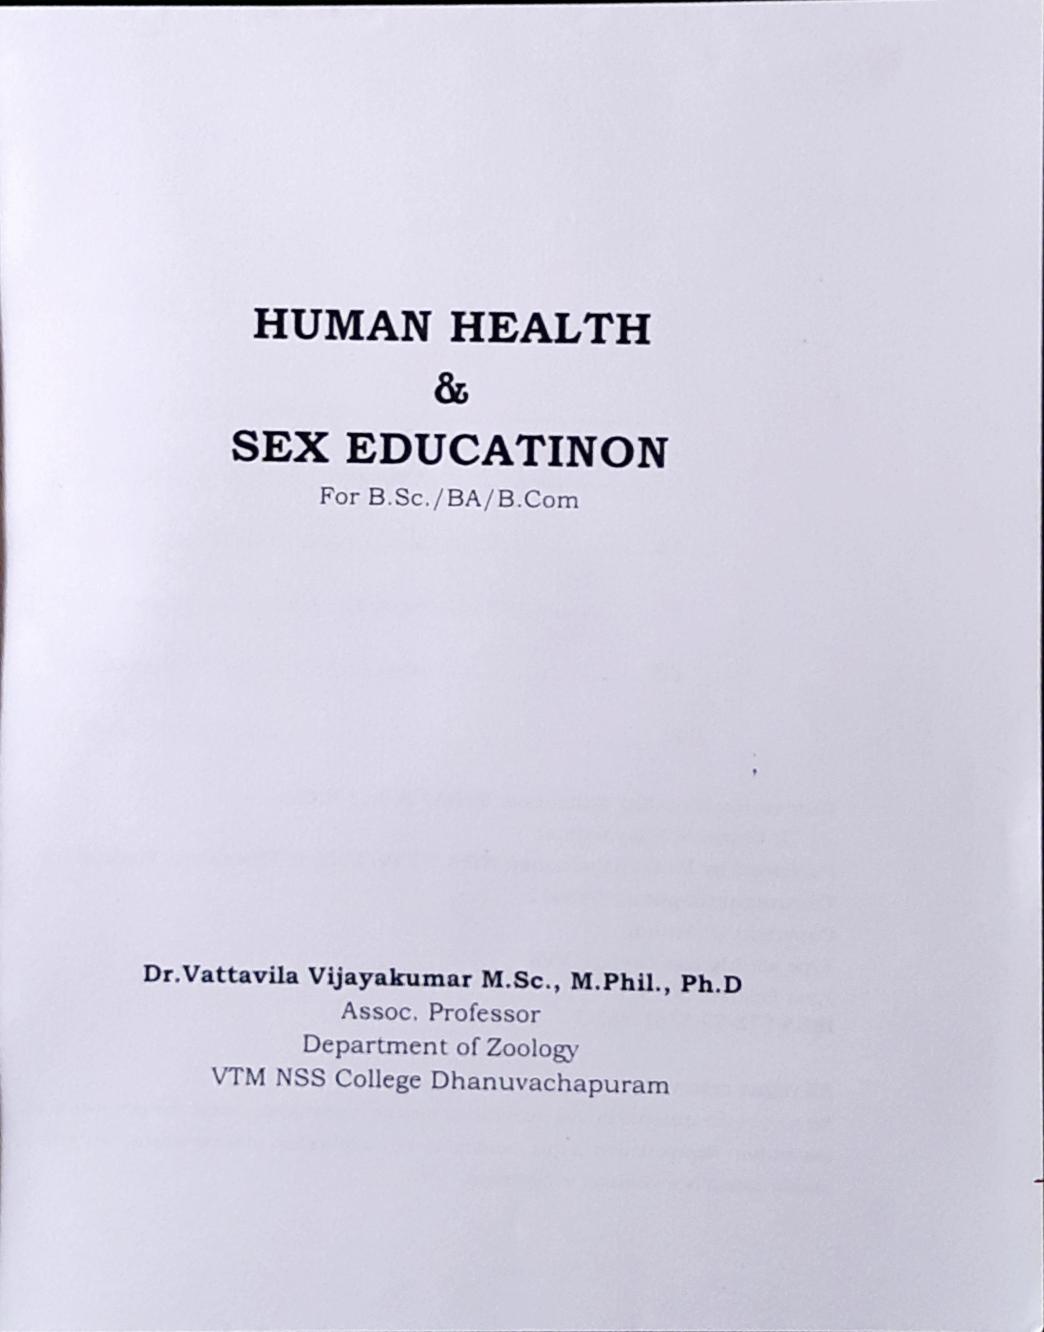 HUMAN HEALTH
&
SEX EDUCATINON
For B.Sc./BA/B.Com
Dr.Vattavila Vijayakumar M.Sc., M.Phil., Ph.D
Assoc. Professor
Department of Zoology
VTM NSS College Dhanuvachapuram